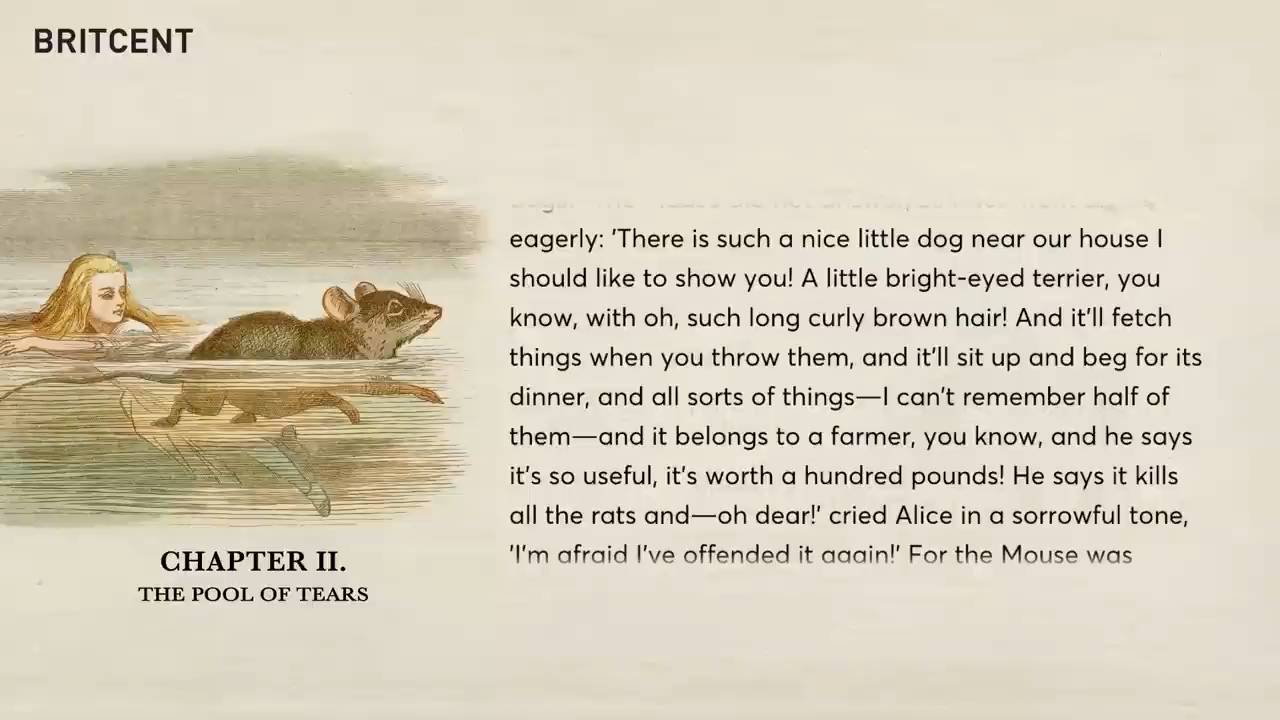 BRITCENT
eagerly: 'There is such a nice little dog near our house I
should like to show you! A little bright-eyed terrier, you
know, with oh, such long curly brown hair! And it'll fetch
things when you throw them, and it'll sit up and beg for its
dinner, and all sorts of things—I can't remember half of
them—and it belongs to a farmer, you know, and he says
it's so useful, it's worth a hundred pounds! He says it kills
all the rats and—oh dear!' cried Alice in a sorrowful tone,
'I'm afraid I've offended it again!' For the Mouse was
CHAPTER II.
THE POOL OF TEARS